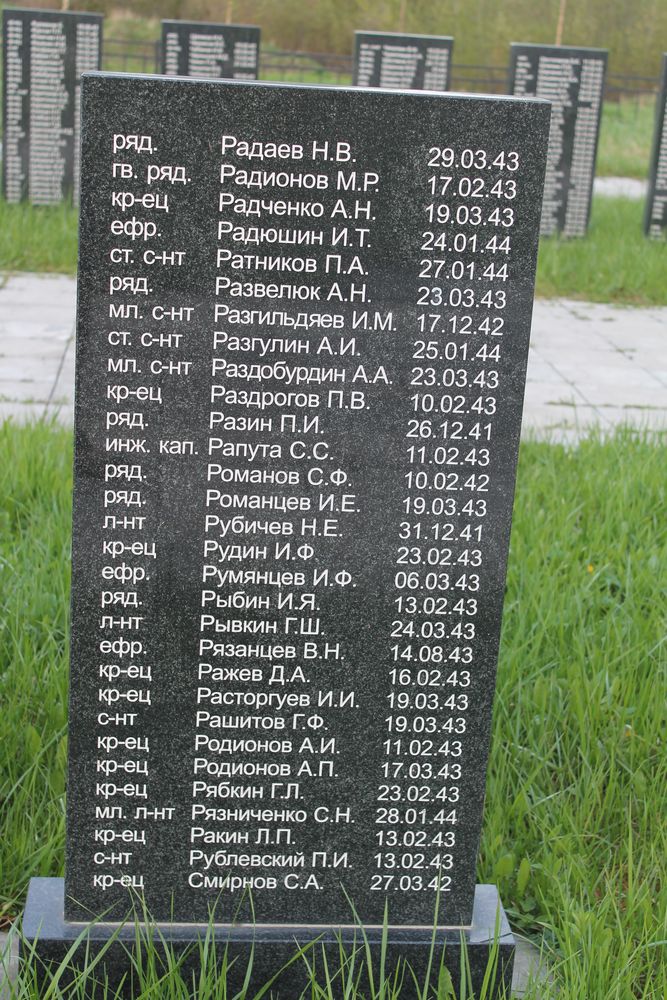 ряд. Радаев Н.В. 29.03.43
гв. ряд. Радионов М.Р. 17.02.43
кр-ец Радченко А.Н. 19.03.43
ефр. Радюшин И.Т. 24.01.44
ст. с-нт Ратников П.А. 27.01.44
ряд. Развелюк А.Н. 23.03.43
мл. с-нт Разгильдяев И.М. 17.12.42
ст. с-нт Разгулин А.И. 25.01.44
мл. с-нт Раздобурдин А.А. 23.03.43
кр-ец Раздрогов П.В. 10.02.43
ряд. Разин П.И. 26.12.41
инж. кап. Рапута С.С. 11.02.43
ряд. Романов С.Ф. 10.02.42
ряд. Романцев И.Е. 19.03.43
л-нт Рубичев Н.Е. 31.12.41
кр-ец Рудин И.Ф. 23.02.43
ефр. Румянцев И.Ф. 06.03.43
ряд. Рыбин И.Я. 13.02.43
л-нт Рывкин Г.Ш. 24.03.43
ефр. Рязанцев В.Н. 14.08.43
кр-ец Ражев Д.А. 16.02.43
кр-ец Расторгуев И.И. 19.03.43
с-нт Рашитов Г.Ф. 19.03.43
кр-ец Родионов А.И. 11.02.43
кр-ец Родионов А.П. 17.03.43
кр-ец Рябкин Г.Л. 23.02.43
мл. л-нт Рязниченко С.Н. 28.01.44
кр-ец Ракин Л.П. 13.02.43
с-нт Рублевский П.И. 13.02.43
кр-ец Смирнов С.А. 27.03.42